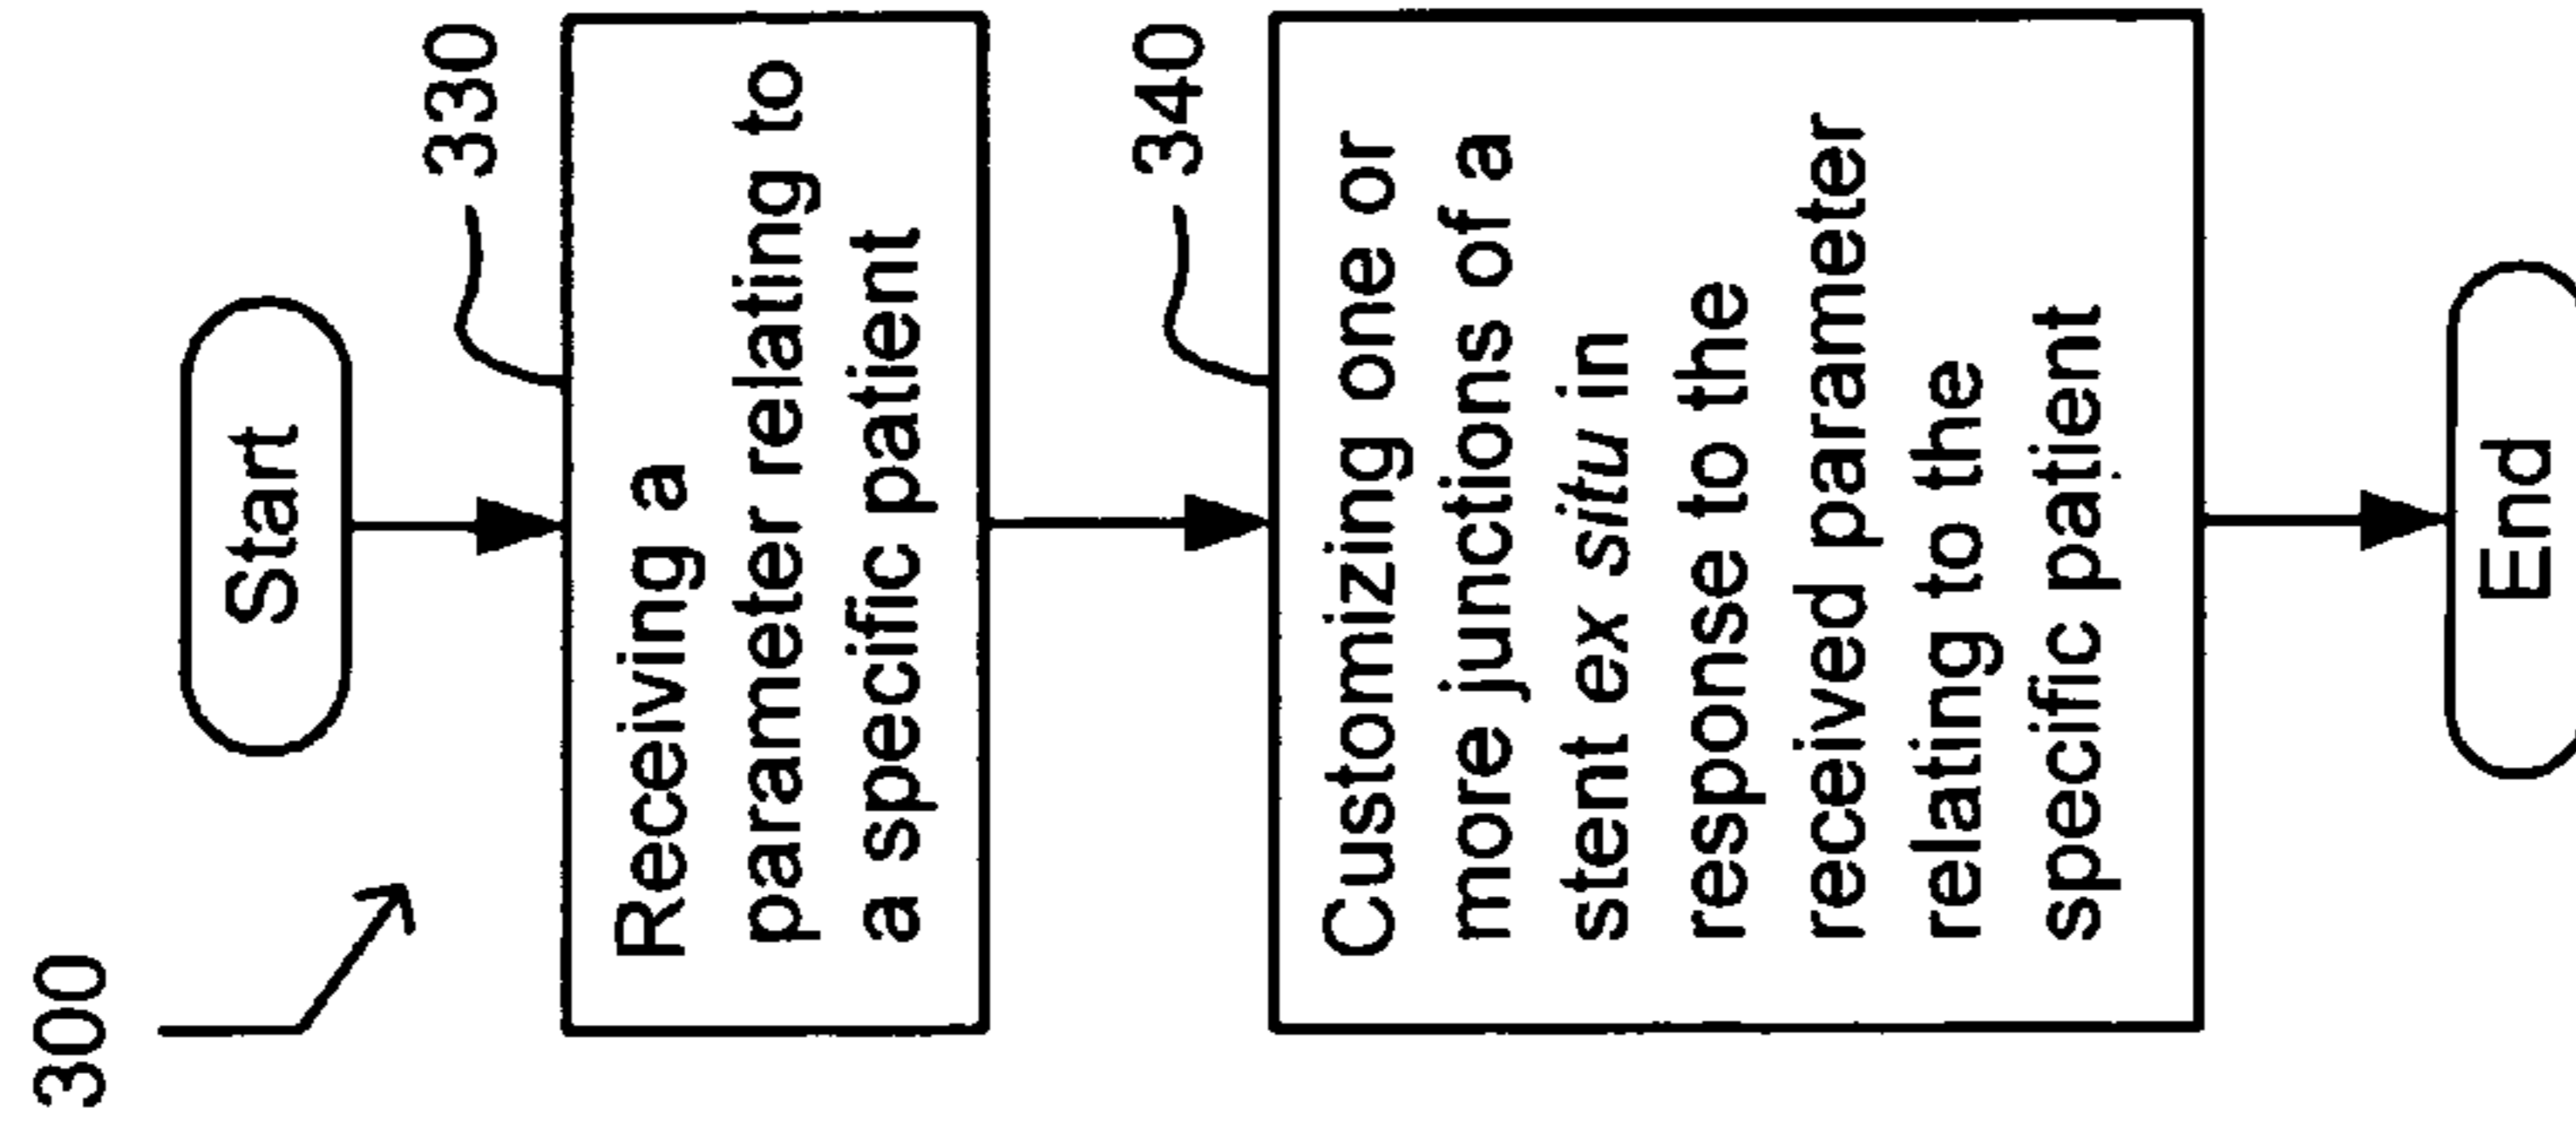 300
Start
330
Receiving a
parameter relating to
a specific patient
340
Customizing one or
more junctions of a
stent ex situ in
response to the
received parameter
relating to the
specific patient
End